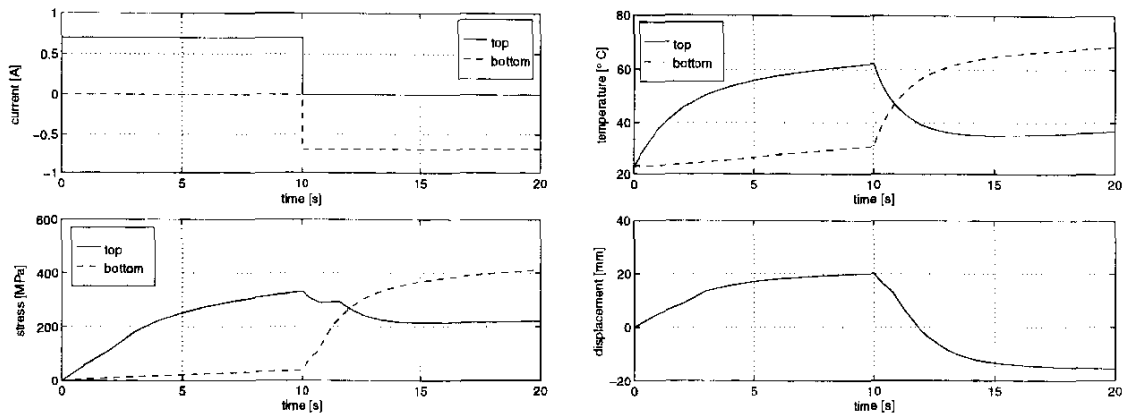 1
0.5
0
−0.5
−1
current [A]
top
bottom
0 5 10 15 20
time [s]
80
60
40
20
temperature [° C]
top
bottom
0 5 10 15 20
time [s]
600
400
200
0
stress [MPa]
top
bottom
0 5 10 15 20
time [s]
40
20
0
−20
displacement [mm]
0 5 10 15 20
time [s]